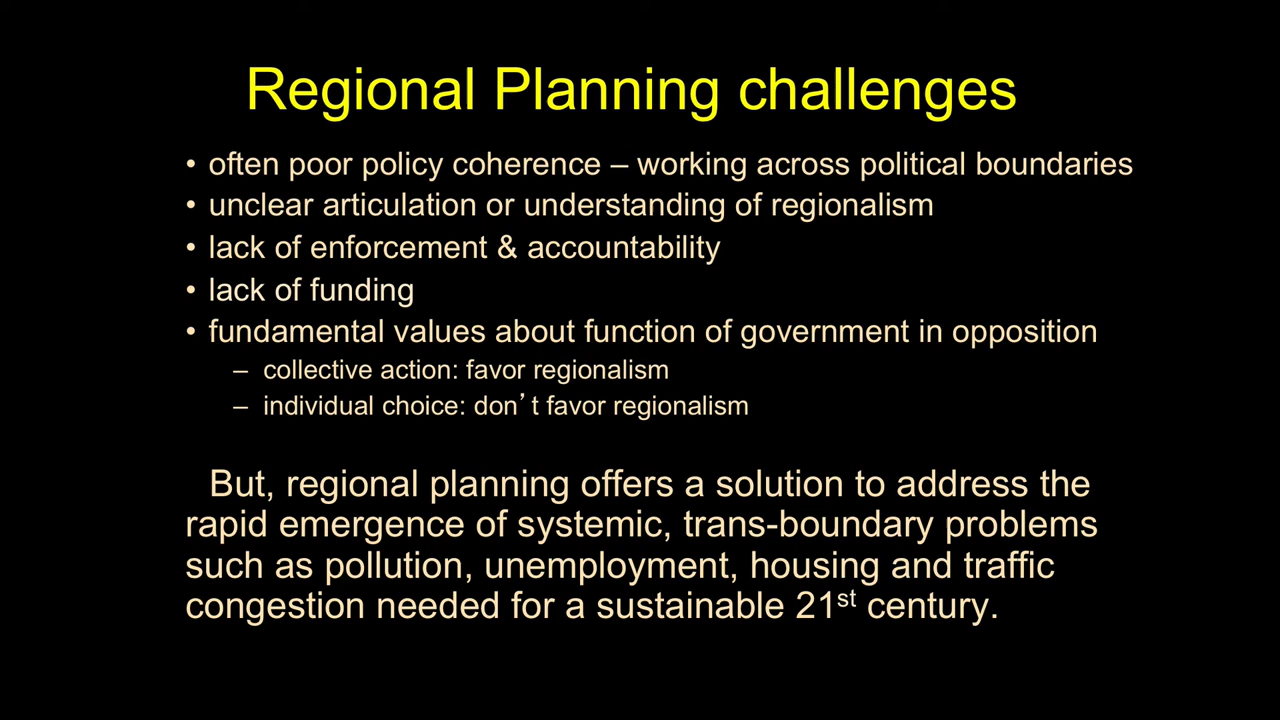 Regional Planning challenges
• often poor policy coherence – working across political boundaries
• unclear articulation or understanding of regionalism
• lack of enforcement & accountability
• lack of funding
• fundamental values about function of government in opposition
– collective action: favor regionalism
– individual choice: don’t favor regionalism
But, regional planning offers a solution to address the
rapid emergence of systemic, trans-boundary problems
such as pollution, unemployment, housing and traffic
congestion needed for a sustainable 21st century.